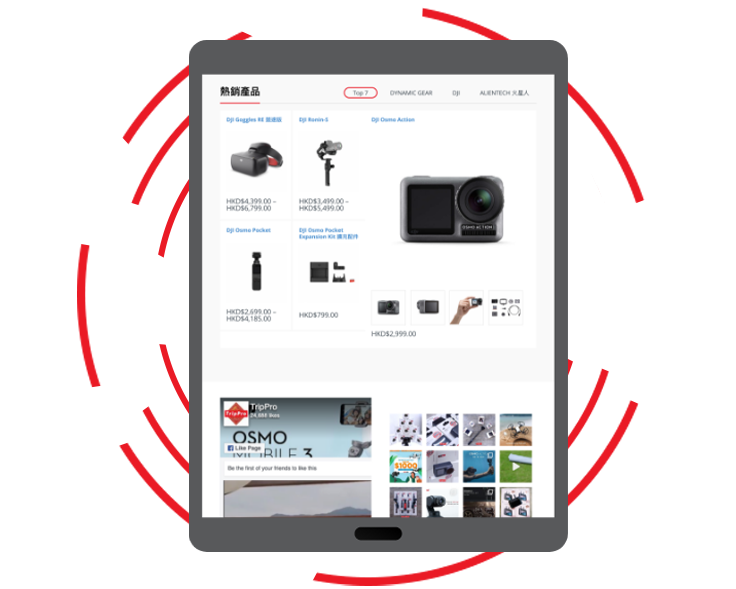 熱銷產品
Top 7
DYNAMIC GEAR
DJI
ALIENTECH 火星人
DJI Goggles RE 競速版
DJI Ronin-S
DJI Osmo Action
HKD$4,399.00 –
HKD$6,799.00
HKD$3,499.00 –
HKD$5,499.00
OSMO ACTION
DJI Osmo Pocket
DJI Osmo Pocket
Expansion Kit 擴充配件
HKD$2,699.00 –
HKD$4,185.00
HKD$799.00
HKD$2,999.00
TripPro
TripPro
likes
OSMO
MOBILE 3
Like Page
Be the first of your friends to like this
$1000